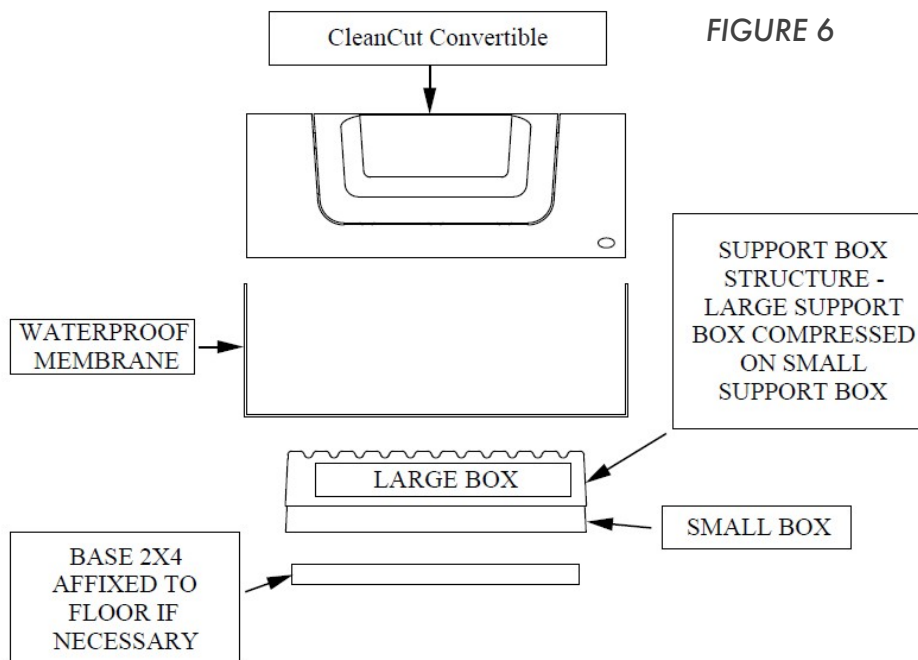 CleanCut Convertible
FIGURE 6
WATERPROOF
MEMBRANE
SUPPORT BOX
STRUCTURE -
LARGE SUPPORT
BOX COMPRESSED
ON SMALL
SUPPORT BOX
LARGE BOX
SMALL BOX
BASE 2X4
AFFIXED TO
FLOOR IF
NECESSARY